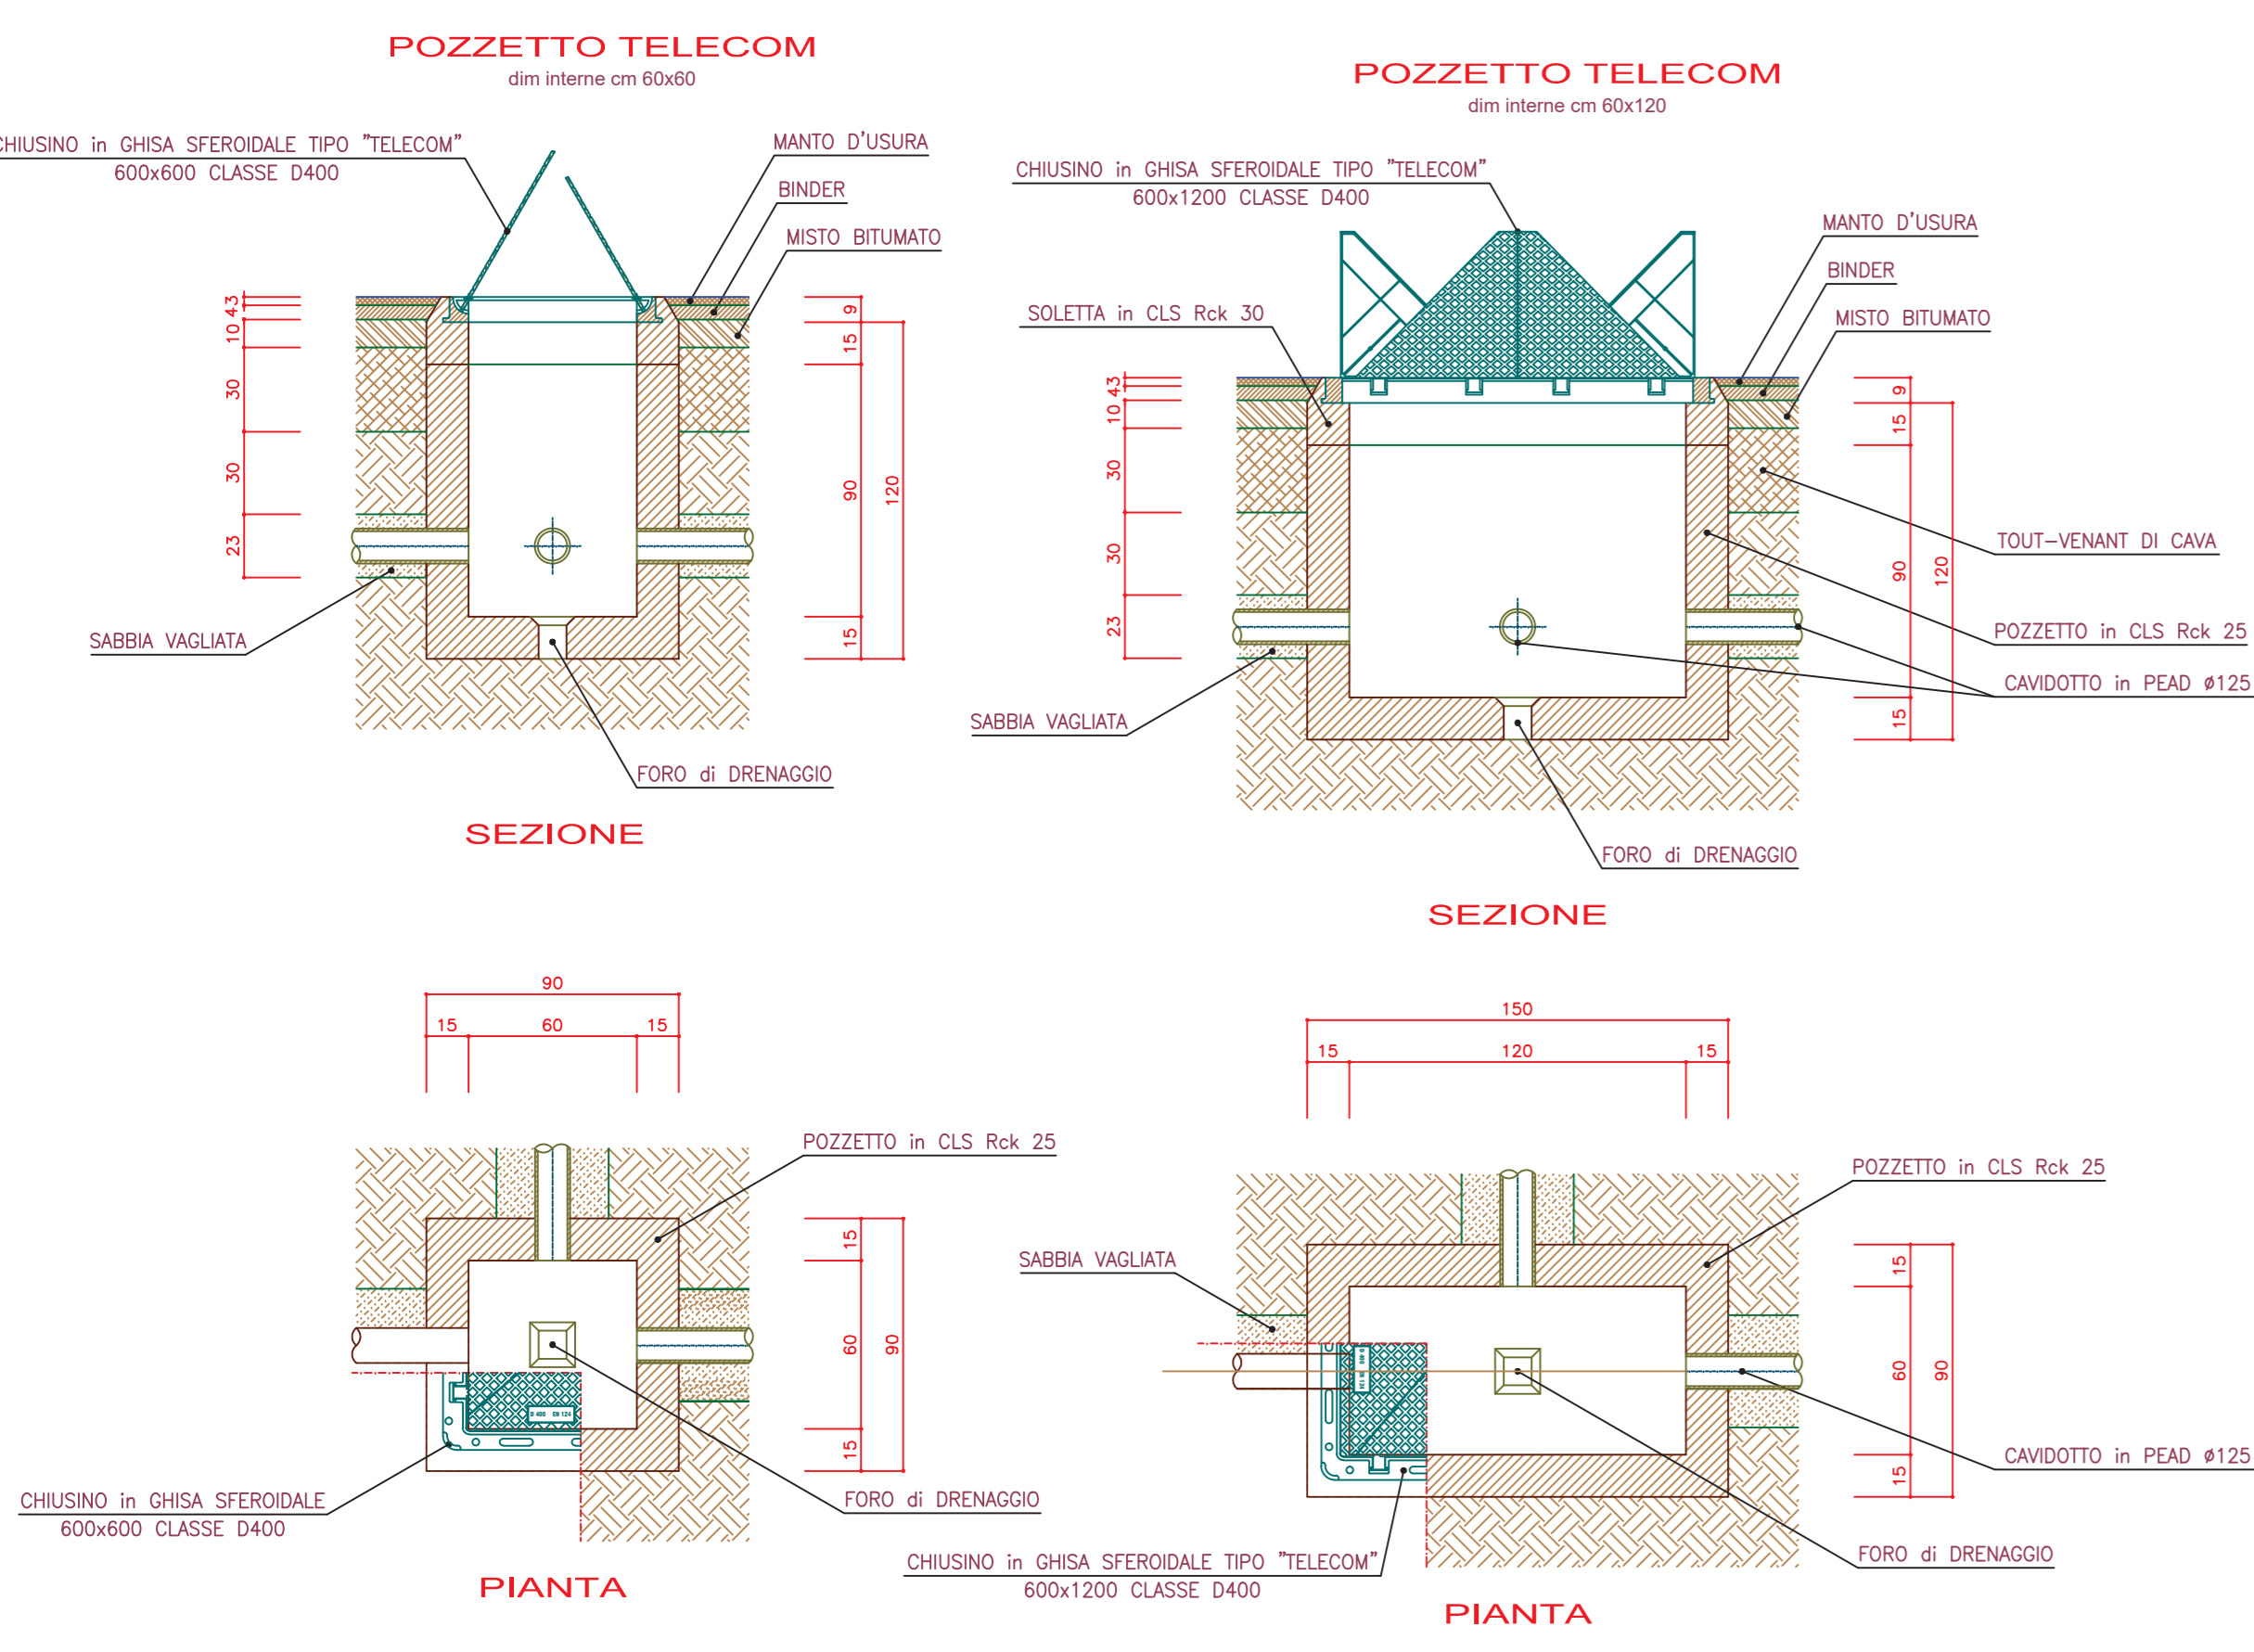 POZZETTO TELECOM
dim interne cm 60x60
CHIUSINO in GHISA SFEROIDALE TIPO "TELECOM"
600x600 CLASSE D400
MANTO D'USURA
BINDER
MISTO BITUMATO
3
4
10
30
30
23
9
15
90
120
15
SABBIA VAGLIATA
FORO di DRENAGGIO
SEZIONE
POZZETTO TELECOM
dim interne cm 60x120
CHIUSINO in GHISA SFEROIDALE TIPO "TELECOM"
600x1200 CLASSE D400
MANTO D'USURA
BINDER
MISTO BITUMATO
SOLETTA in CLS Rck 30
3
4
10
30
30
23
9
15
90
120
15
TOUT-VENANT DI CAVA
POZZETTO in CLS Rck 25
CAVIDOTTO in PEAD ø125
SABBIA VAGLIATA
FORO di DRENAGGIO
SEZIONE
90
15 60 15
POZZETTO in CLS Rck 25
15
60
90
15
D 400 EN 124
CHIUSINO in GHISA SFEROIDALE
600x600 CLASSE D400
FORO di DRENAGGIO
PIANTA
150
15 120 15
POZZETTO in CLS Rck 25
SABBIA VAGLIATA
15
60
90
15
D 400 EN 124
CAVIDOTTO in PEAD ø125
FORO di DRENAGGIO
CHIUSINO in GHISA SFEROIDALE TIPO "TELECOM"
600x1200 CLASSE D400
PIANTA